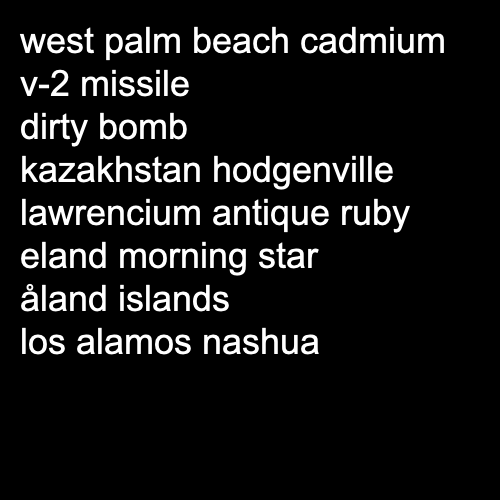 west palm beach cadmium
v-2 missile
dirty bomb
kazakhstan hodgenville
lawrencium antique ruby
eland morning star
åland islands
los alamos nashua